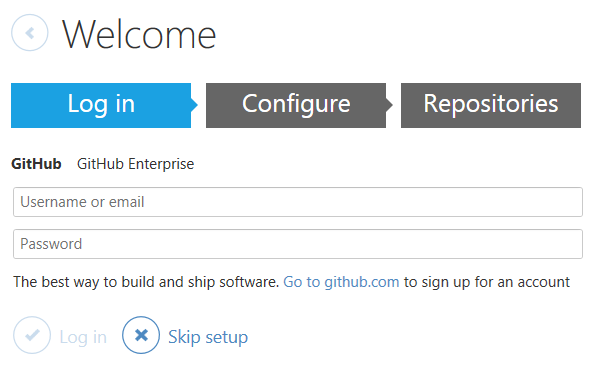 Welcome
Log in Configure Repositories
GitHub GitHub Enterprise
Username or email
Password
The best way to build and ship software. Go to github.com to sign up for an account
Log in Skip setup